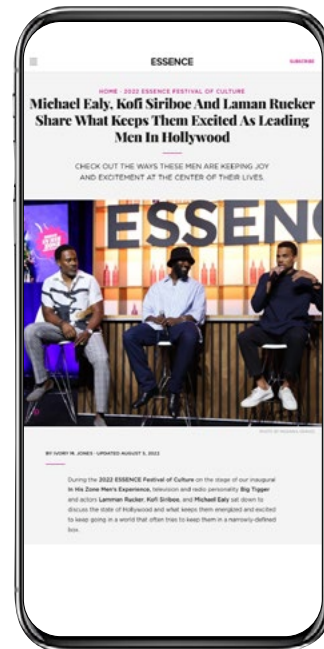 ESSENCE
SUBSCRIBE
HOME · 2022 ESSENCE FESTIVAL OF CULTURE
Michael Ealy, Kofi Siriboe And Laman Rucker
Share What Keeps Them Excited As Leading
Men In Hollywood
CHECK OUT THE WAYS THESE MEN ARE KEEPING JOY
AND EXCITEMENT AT THE CENTER OF THEIR LIVES.
ESSEN
BY IVORY M. JONES · UPDATED AUGUST 5, 2022
During the 2022 ESSENCE Festival of Culture on the stage of our inaugural
In His Zone Men's Experience, television and radio personality Big Tigger
and actors Lamman Rucker, Kofi Siriboe, and Michael Ealy sat down to
discuss the state of Hollywood and what keeps them energized and excited
to keep going in a world that often tries to keep them in a narrowly-defined
box.